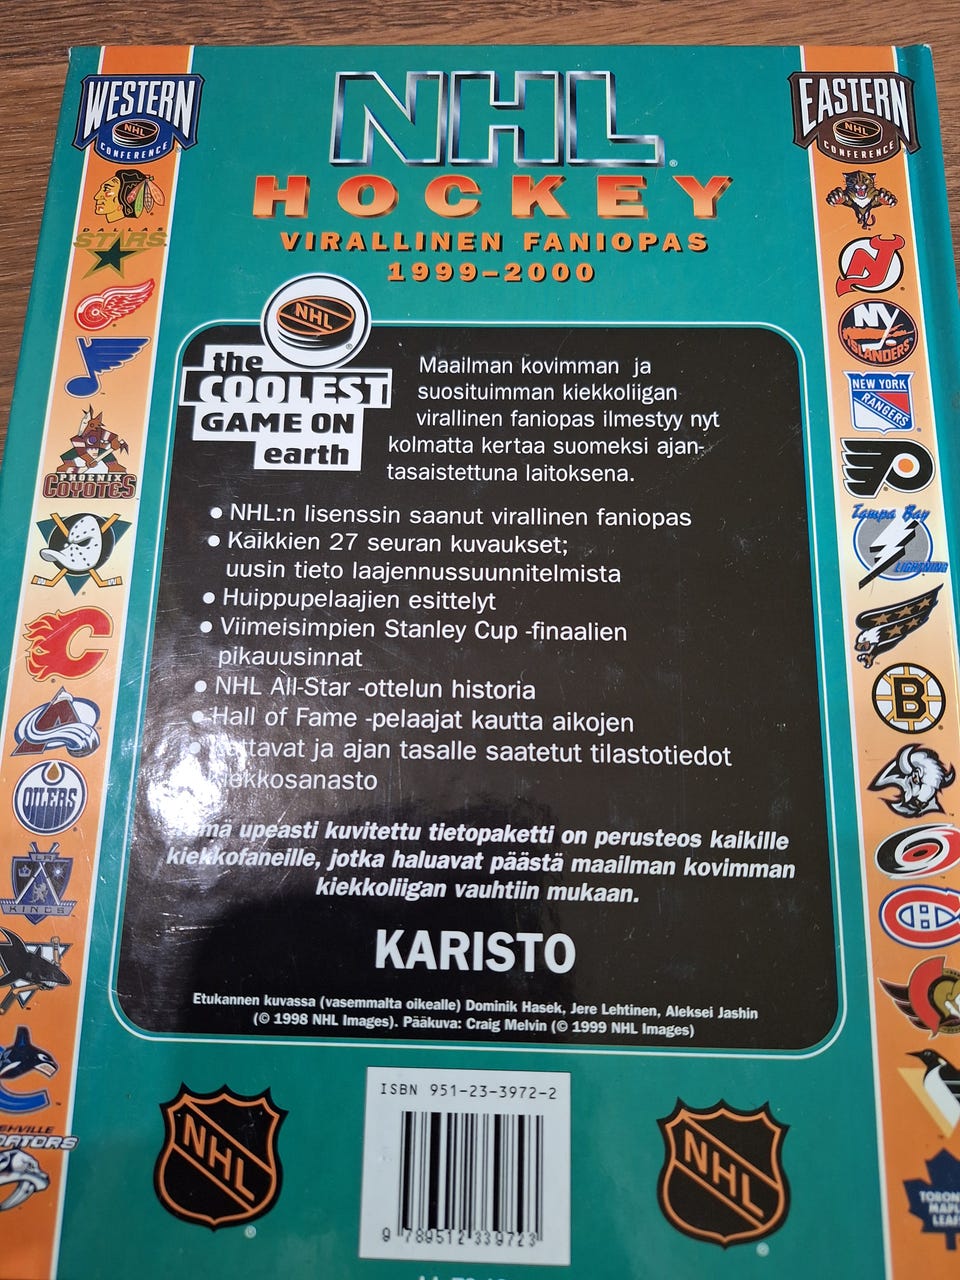 WESTERN
NHL
CONFERENCE
EASTERN
NHL
CONFERENCE
NHL
HOCKEY
VIRALLINEN FANIOPAS
1999–2000
NHL
the
COOLEST
GAME ON
earth
Maailman kovimman ja
suosituimman kiekkoliigan
virallinen faniopas ilmestyy nyt
kolmatta kertaa suomeksi ajan-
tasaistettuna laitoksena.
• NHL:n lisenssin saanut virallinen faniopas
• Kaikkien 27 seuran kuvaukset;
uusin tieto laajennussuunnitelmista
• Huippupelaajien esittelyt
• Viimeisimpien Stanley Cup -finaalien
pikauusinnat
• NHL All-Star -ottelun historia
• Hall of Fame -pelaajat kautta aikojen
ja ajan tasalle saatetut tilastotiedot
upeasti kuvitettu tietopaketti on perusteos kaikille
kiekkofaneille, jotka haluavat päästä maailman kovimman
kiekkoliigan vauhtiin mukaan.
KARISTO
Etukannen kuvassa (vasemmalta oikealle) Dominik Hasek, Jere Lehtinen, Aleksei Jashin
(© 1998 NHL Images). Pääkuva: Craig Melvin (© 1999 NHL Images)
ISBN 951-23-3972-2
9 789512 339723
NHL
NHL
DALLAS
STARS
PHOENIX
COYOTES
OILERS
LA
KINGS
NY
ISLANDERS
NEW YORK
RANGERS
Tampa Bay
LIGHTNING
B
MAPLE